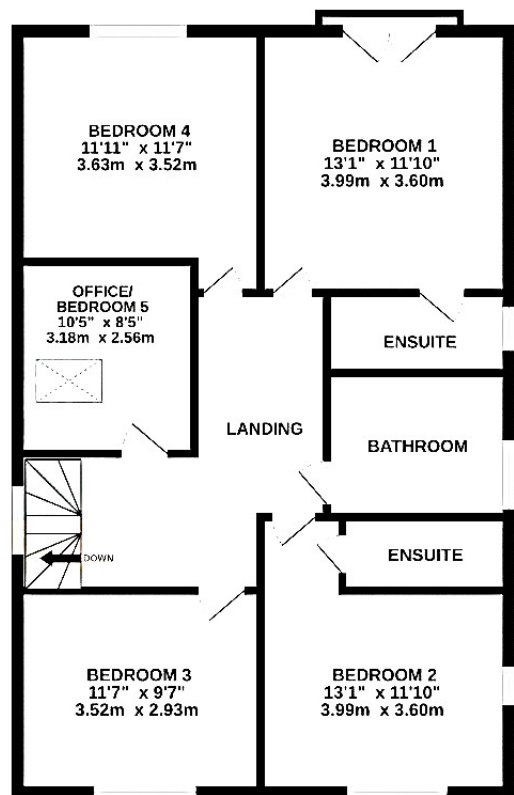 BEDROOM 4
11'11" x 11'7"
3.63m x 3.52m
BEDROOM 1
13'1" x 11'10"
3.99m x 3.60m
OFFICE/
BEDROOM 5
10'5" x 8'5"
3.18m x 2.56m
ENSUITE
LANDING
BATHROOM
DOWN
ENSUITE
BEDROOM 3
11'7" x 9'7"
3.52m x 2.93m
BEDROOM 2
13'1" x 11'10"
3.99m x 3.60m